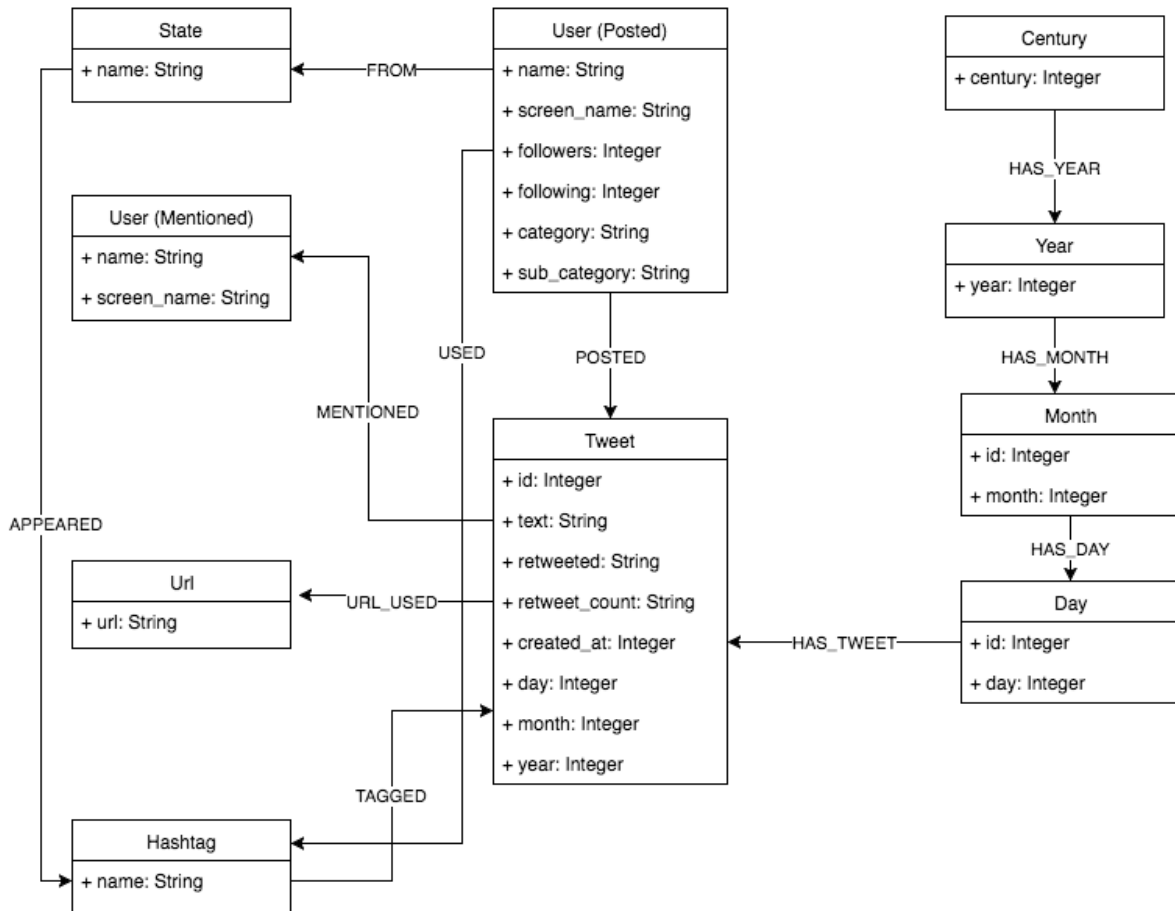 State
+ name: String
FROM
User (Posted)
+ name: String
+ screen_name: String
+ followers: Integer
+ following: Integer
+ category: String
+ sub_category: String
Century
+ century: Integer
HAS_YEAR
User (Mentioned)
+ name: String
+ screen_name: String
Year
+ year: Integer
USED
POSTED
HAS_MONTH
MENTIONED
Tweet
+ id: Integer
+ text: String
+ retweeted: String
+ retweet_count: String
+ created_at: Integer
+ day: Integer
+ month: Integer
+ year: Integer
Month
+ id: Integer
+ month: Integer
APPEARED
HAS_DAY
Url
+ url: String
URL_USED
Day
+ id: Integer
+ day: Integer
HAS_TWEET
TAGGED
Hashtag
+ name: String